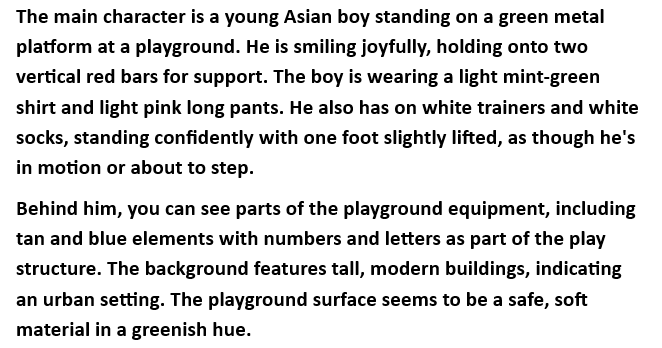 The main character is a young Asian boy standing on a green metal
platform at a playground. He is smiling joyfully, holding onto two
vertical red bars for support. The boy is wearing a light mint-green
shirt and light pink long pants. He also has on white trainers and white
socks, standing confidently with one foot slightly lifted, as though he's
in motion or about to step.
Behind him, you can see parts of the playground equipment, including
tan and blue elements with numbers and letters as part of the play
structure. The background features tall, modern buildings, indicating
an urban setting. The playground surface seems to be a safe, soft
material in a greenish hue.